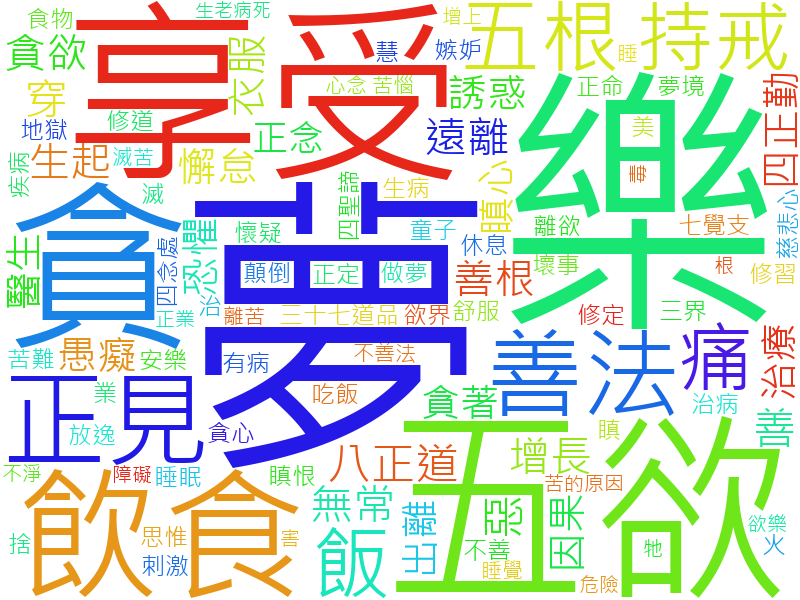 生老病死
增上
五根
持戒
食物
貪欲
享受
慧
嫉妒
睡
衣服
心念
苦惱
誘惑
正命
夢境
穿
修道
正念
遠離
美
四正勤
地獄
生起
滅苦
懈怠
樂
毒
疾病
滅
生病
瞋心
貪
夢
四聖諦
童子
離欲
七覺支
慈悲心
懷疑
休息
醫生
四念處
恐懼
顛倒
正定
做夢
善根
壞事
根
修習
治
正業
離苦
三十七道品
欲界
舒服
修定
三界
苦難
愚癡
安樂
有病
不善法
善法
痛
治療
正見
業
吃飯
貪著
治病
放逸
貪心
五欲
瞋
善
不淨
障礙
睡眠
瞋恨
八正道
增長
苦的原因
飲食
無常
出離
惡
因果
欲樂
捨
思惟
害
飯
不善
牠
火
刺激
睡覺
危險